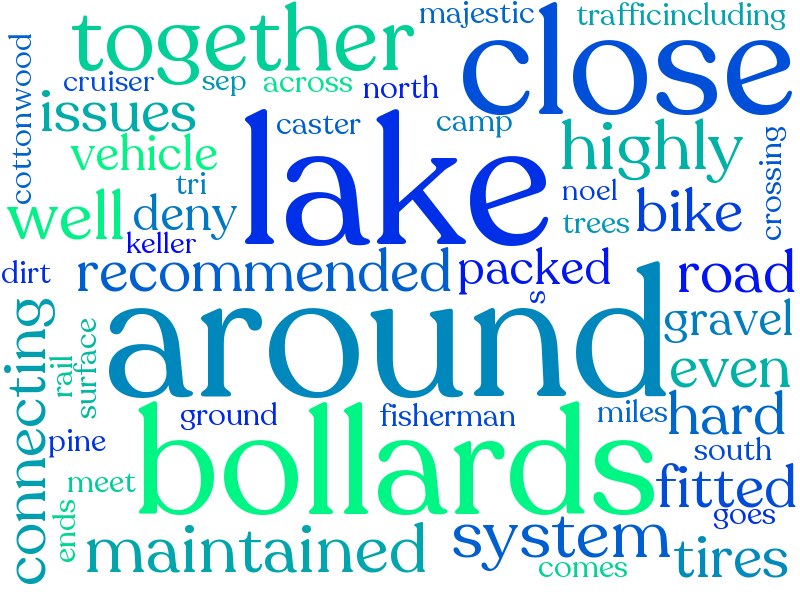 majestic
trafficincluding
together
close
cottonwood
cruiser
sep
across
north
issues
caster
camp
lake
highly
vehicle
crossing
tri
noel
well
deny
trees
bike
keller
dirt
recommended
packed
road
s
around
connecting
gravel
rail
surface
even
ground
bollards
fisherman
miles
hard
pine
south
meet
fitted
ends
goes
maintained
system
tires
comes